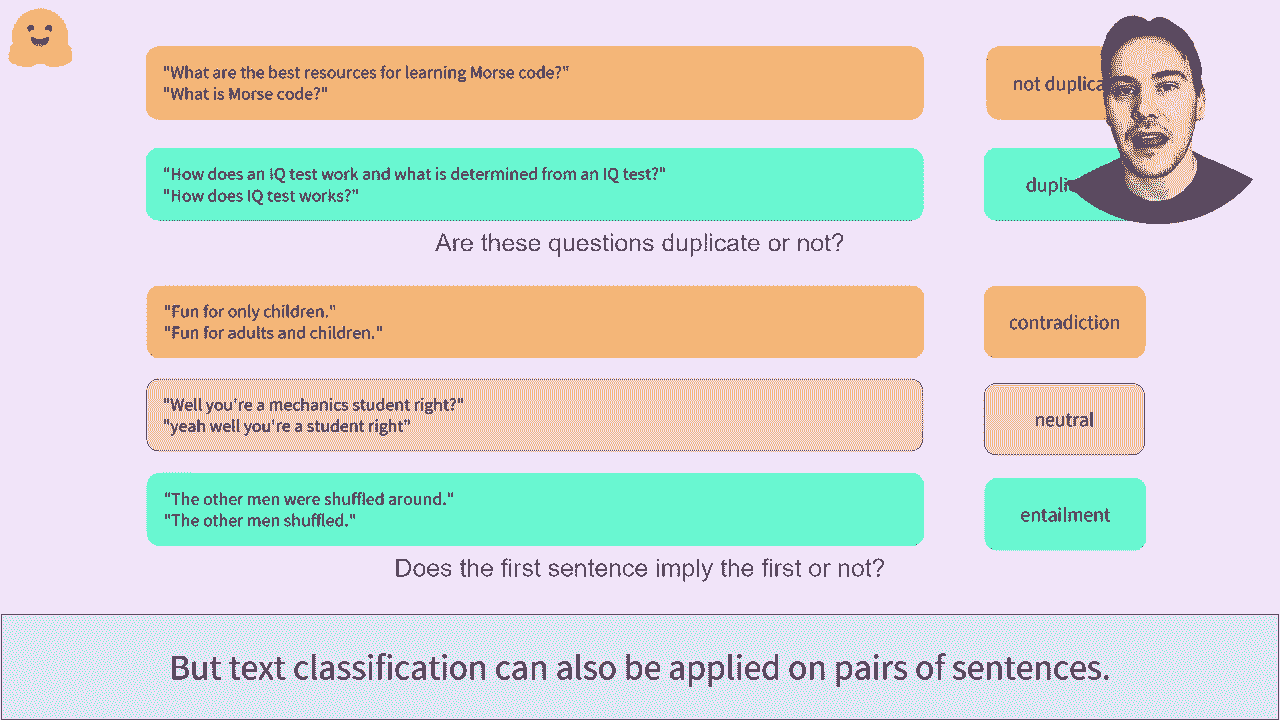 "What are the best resources for learning Morse code?"
"What is Morse code?"
not
"How does an IQ test work and what is determined from an IQ test?"
"How does IQ test works?"
Are these questions duplicate or not?
"Fun for only children."
"Fun for adults and children."
contradiction
"Well you're a mechanics student right?"
"yeah well you're a student right"
neutral
"The other men were shuffled around."
"The other men shuffled."
entailment
Does the first sentence imply the first or not?
But text classification can also be applied on pairs of sentences.